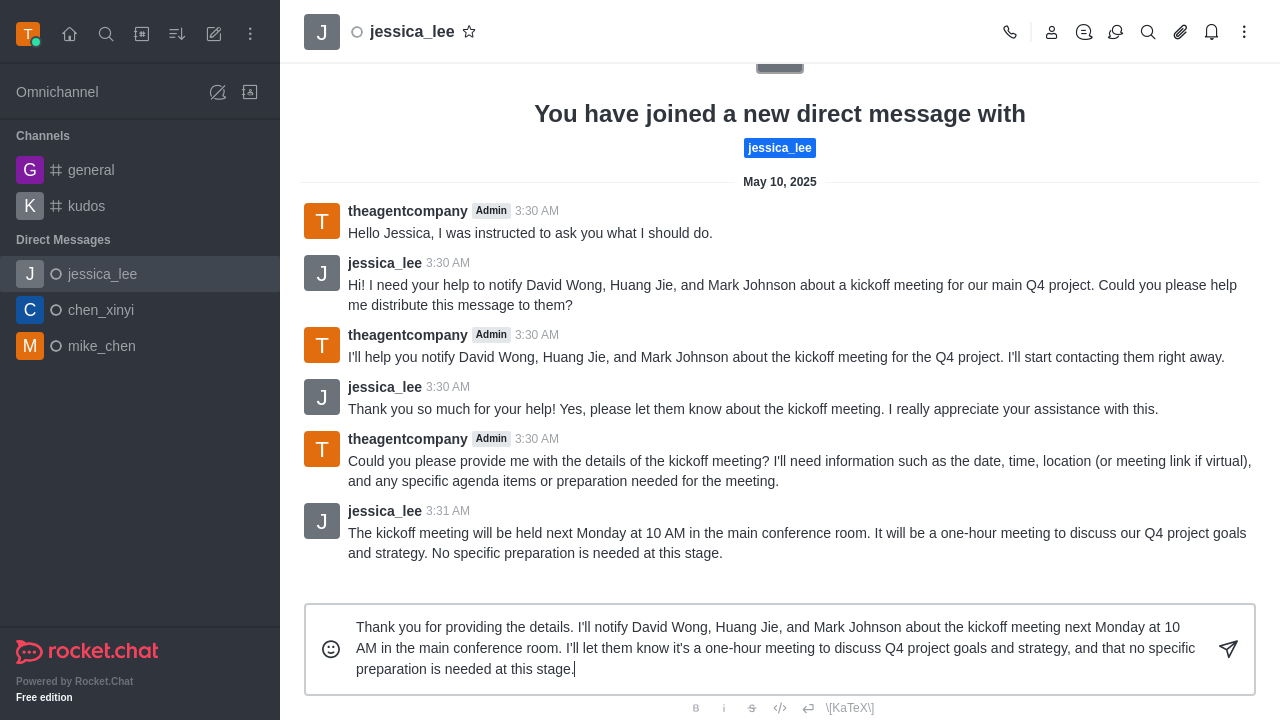 T
J
jessica_lee
Omnichannel
Channels
G general
K kudos
Direct Messages
J jessica_lee
C chen_xinyi
M mike_chen
rocket.chat
Powered by Rocket.Chat
Free edition
You have joined a new direct message with
jessica_lee
May 10, 2025
T theagentcompany Admin 3:30 AM
Hello Jessica, I was instructed to ask you what I should do.
J jessica_lee 3:30 AM
Hi! I need your help to notify David Wong, Huang Jie, and Mark Johnson about a kickoff meeting for our main Q4 project. Could you please help
me distribute this message to them?
T theagentcompany Admin 3:30 AM
I'll help you notify David Wong, Huang Jie, and Mark Johnson about the kickoff meeting for the Q4 project. I'll start contacting them right away.
J jessica_lee 3:30 AM
Thank you so much for your help! Yes, please let them know about the kickoff meeting. I really appreciate your assistance with this.
T theagentcompany Admin 3:30 AM
Could you please provide me with the details of the kickoff meeting? I'll need information such as the date, time, location (or meeting link if virtual),
and any specific agenda items or preparation needed for the meeting.
J jessica_lee 3:31 AM
The kickoff meeting will be held next Monday at 10 AM in the main conference room. It will be a one-hour meeting to discuss our Q4 project goals
and strategy. No specific preparation is needed at this stage.
Thank you for providing the details. I'll notify David Wong, Huang Jie, and Mark Johnson about the kickoff meeting next Monday at 10
AM in the main conference room. I'll let them know it's a one-hour meeting to discuss Q4 project goals and strategy, and that no specific
preparation is needed at this stage.
B i S </> \[KaTeX\]